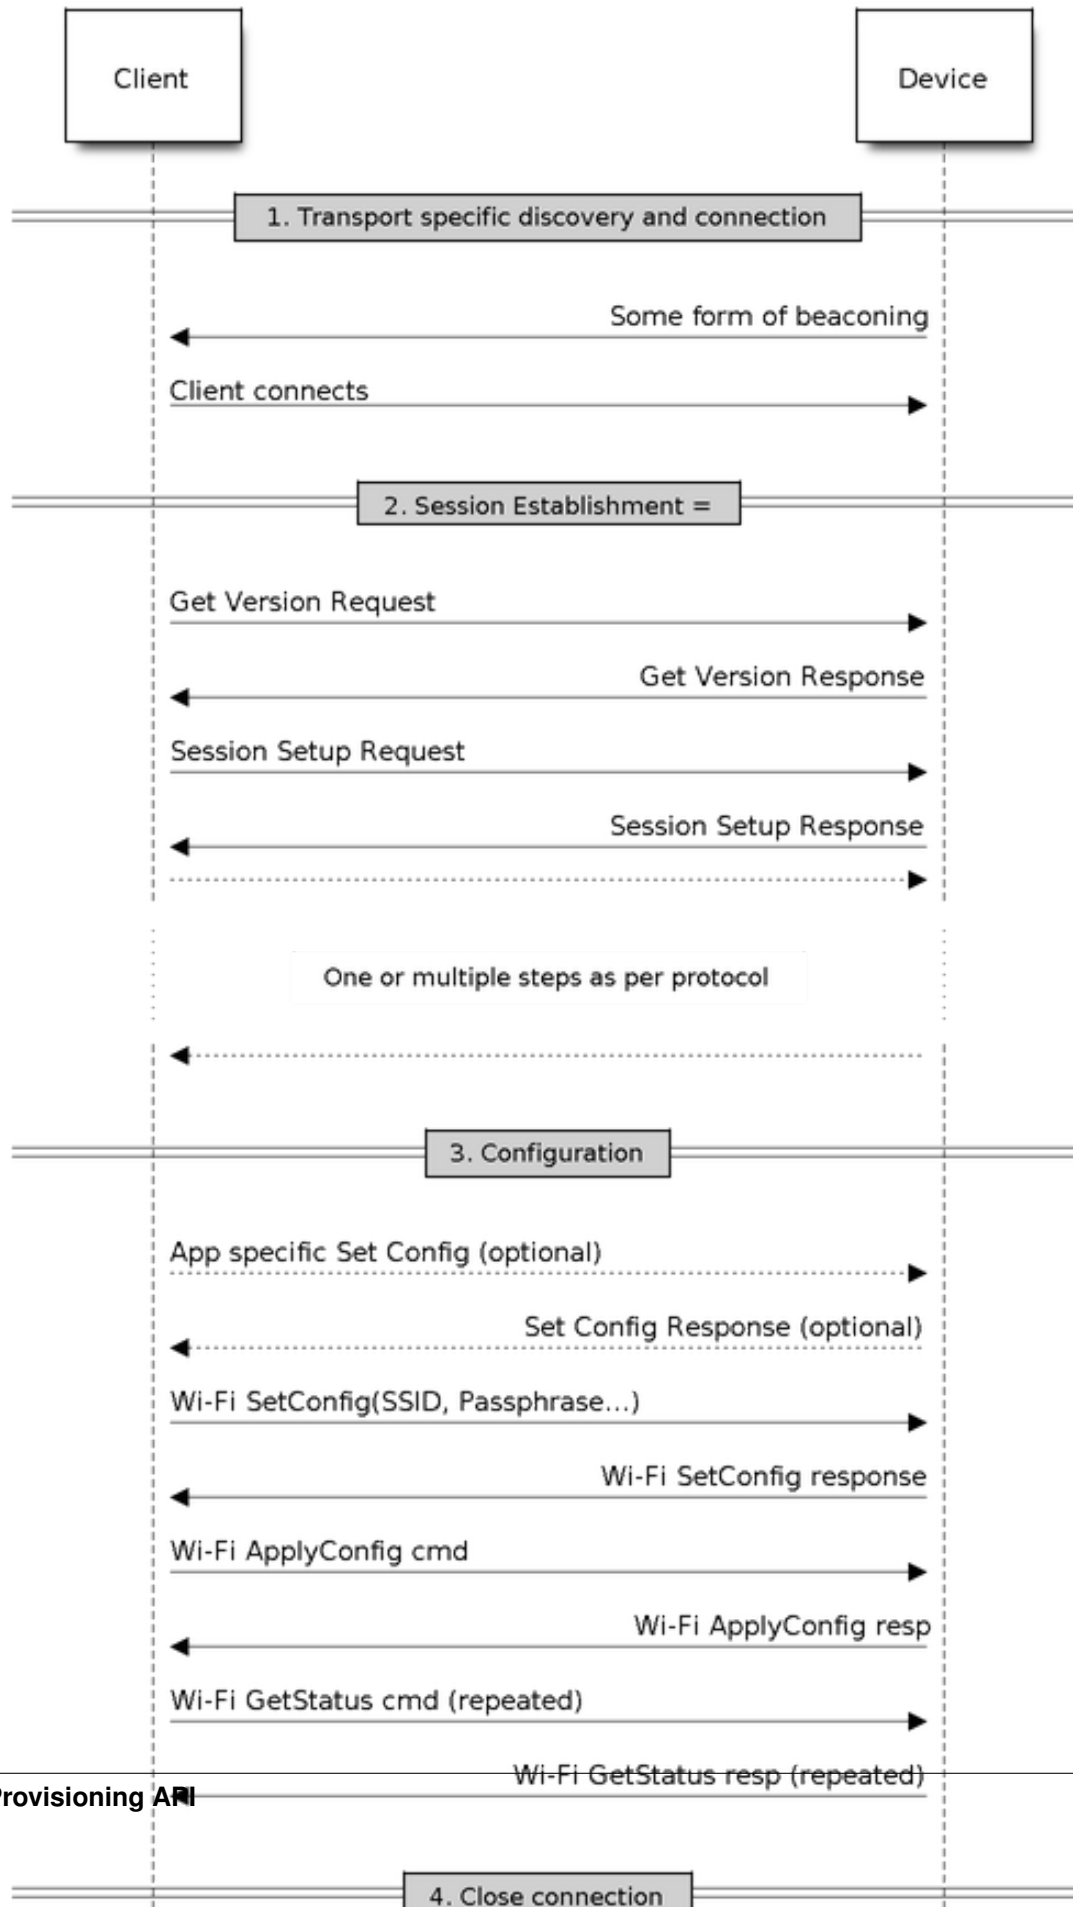 Client
Device
1. Transport specific discovery and connection
Some form of beaconing
Client connects
2. Session Establishment =
Get Version Request
Get Version Response
Session Setup Request
Session Setup Response
One or multiple steps as per protocol
3. Configuration
App specific Set Config (optional)
Set Config Response (optional)
Wi-Fi SetConfig(SSID, Passphrase...)
Wi-Fi SetConfig response
Wi-Fi ApplyConfig cmd
Wi-Fi ApplyConfig resp
Wi-Fi GetStatus cmd (repeated)
Wi-Fi GetStatus resp (repeated)
Provisioning API
4. Close connection